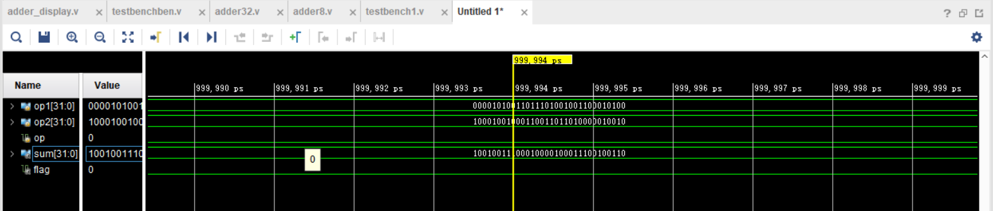 adder_display.v × testbenchben.v × adder32.v × adder8.v × testbench1.v × Untitled 1* ×
999,994 ps
Name Value 999,990 ps 999,991 ps 999,992 ps 999,993 ps 999,994 ps 999,995 ps 999,996 ps 999,997 ps 999,998 ps 999,999 ps
op1[31:0] 0000101001 00001010011011101001001100010100
op2[31:0] 1000100100 10001001000110011011010000010010
op 0
sum[31:0] 1001001110 10010011100010000100011100100110
0
flag 0